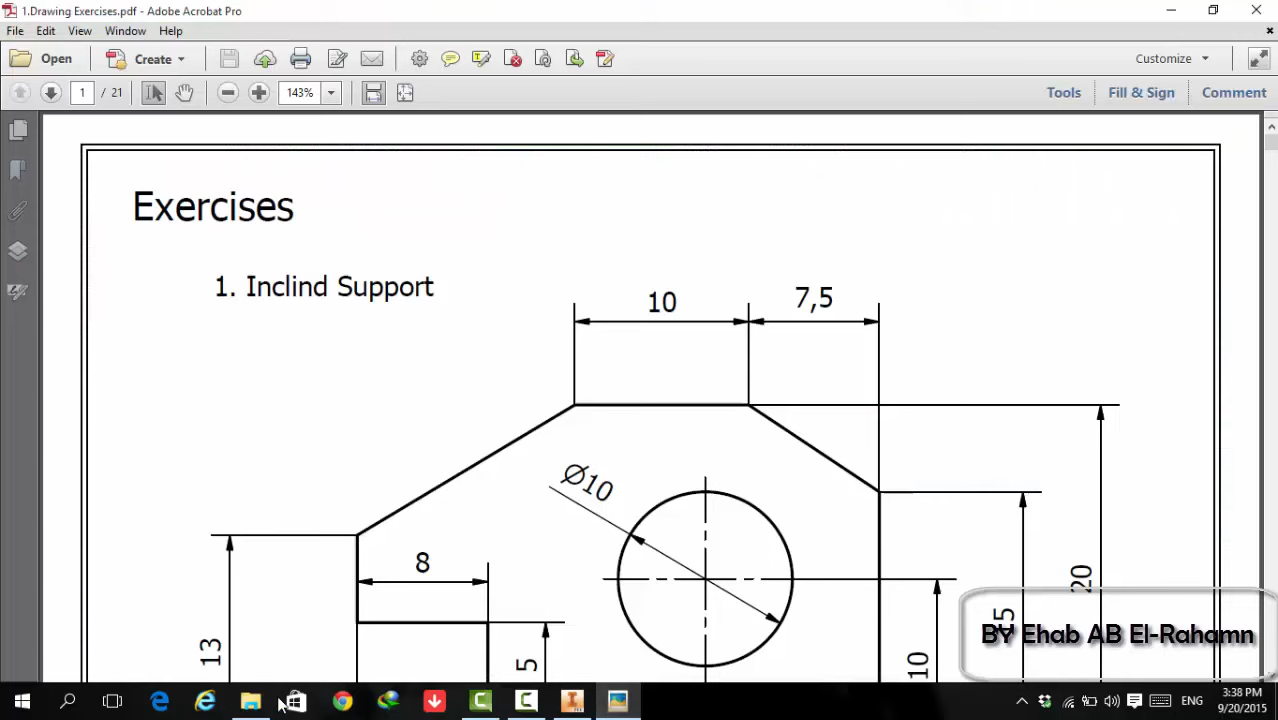 1.Drawing Exercises.pdf - Adobe Acrobat Pro
File Edit View Window Help
Open Create Customize
1 / 21 143% Tools Fill & Sign Comment
Exercises
1. Inclind Support
10 7,5
Ø10
8
13
5
10
20
BY Ehab AB El-Rahamn
ENG
3:38 PM
9/20/2015